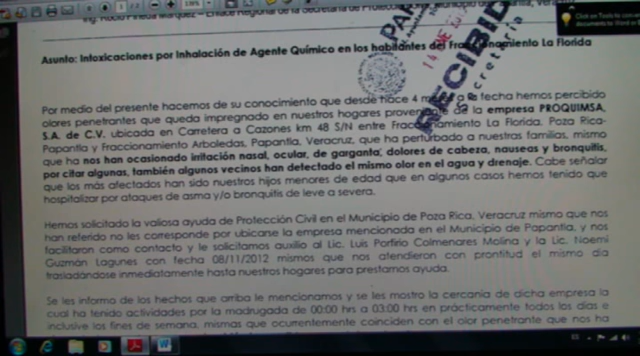 Ing. Rocío Pineda Márquez – Enlace Regional de la Secretaría de
Asunto: Intoxicaciones por Inhalación de Agente Químico en los habitantes del Fraccionamiento La Florida
RECIBIDO
Secretaría
Por medio del presente hacemos de su conocimiento que desde hace 4 a la fecha hemos percibido
olores penetrantes que queda impregnado en nuestros hogares de la empresa PROQUIMSA,
S.A. de C.V. ubicada en Carretera a Cazones km 48 S/N entre Fraccionamiento La Florida, Poza Rica-
Papantla y Fraccionamiento Arboledas, Papantla, Veracruz, que ha perturbado a nuestras familias, mismo
que ha nos han ocasionado irritación nasal, ocular, de garganta, dolores de cabeza, nauseas y bronquitis,
por citar algunas, también algunos vecinos han detectado el mismo olor en el agua y drenaje. Cabe señalar
que los más afectados han sido nuestros hijos menores de edad que en algunos casos hemos tenido que
hospitalizar por ataques de asma y/o bronquitis de leve a severa.
Hemos solicitado la valiosa ayuda de Protección Civil en el Municipio de Poza Rica, Veracruz mismo que nos
han referido no les corresponde por ubicarse la empresa mencionada en el Municipio de Papantla, y nos
facilitaron como contacto y le solicitamos auxilio al Lic. Luis Porfirio Colmenares Molina y la Lic. Noemí
Guzmán Lagunes con fecha 08/11/2012 mismos que nos atendieron con prontitud el mismo día
trasladándose inmediatamente hasta nuestros hogares para prestarnos ayuda.
Se les informo de los hechos que arriba le mencionamos y se les mostro la cercanía de dicha empresa la
cual ha tenido actividades por la madrugada de 00:00 hrs a 03:00 hrs en prácticamente todos los días e
inclusive los fines de semana, mismas que ocurrentemente coinciden con el olor penetrante que nos ha